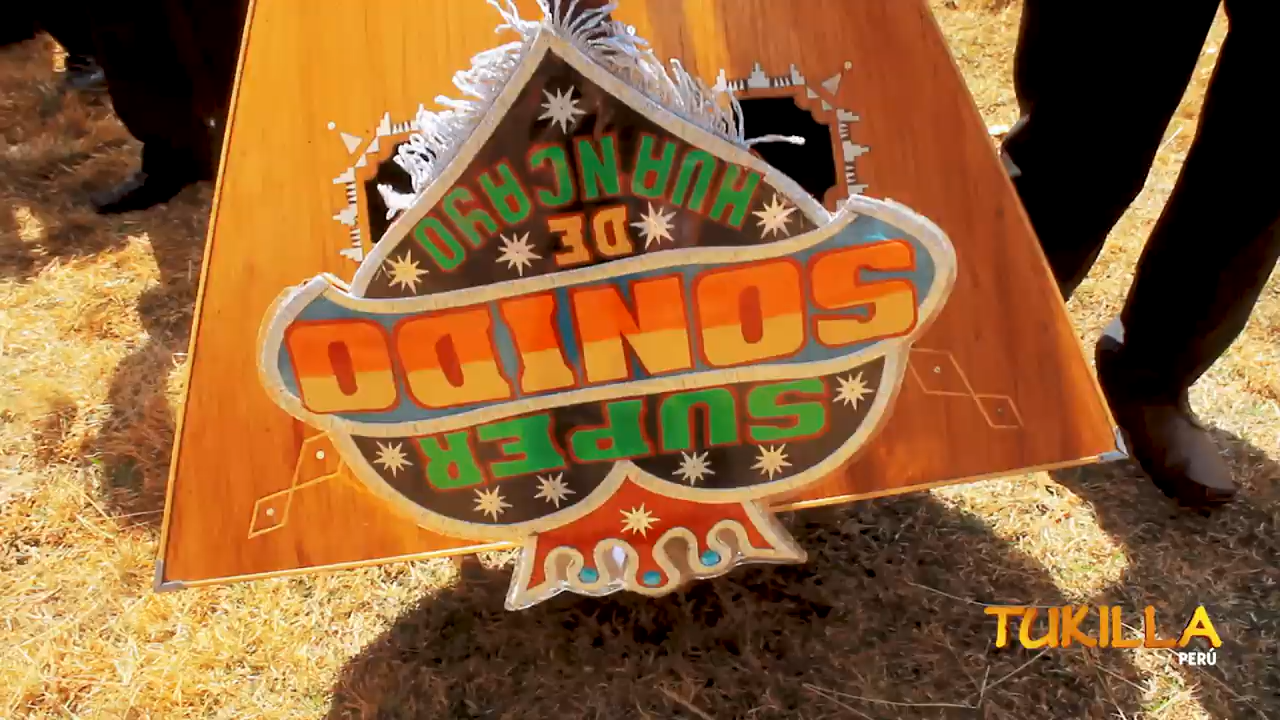 SUPER
SONIDO
DE
HUANCAYO
TUKILLA
PERÚ